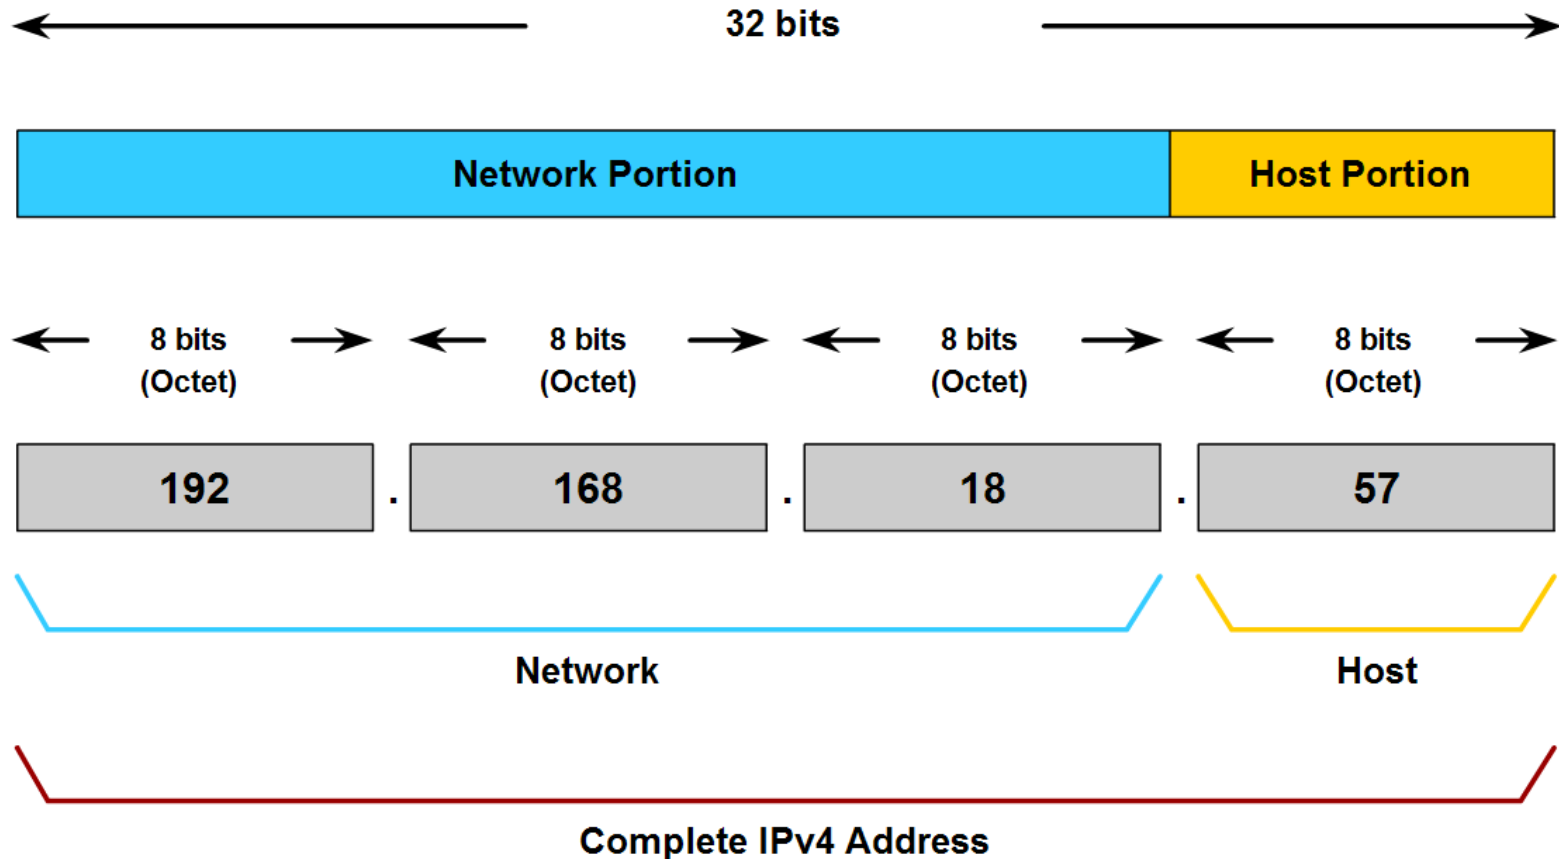 32 bits
Network Portion Host Portion
8 bits 8 bits 8 bits 8 bits
(Octet) (Octet) (Octet) (Octet)
192 . 168 . 18 . 57
Network Host
Complete IPv4 Address